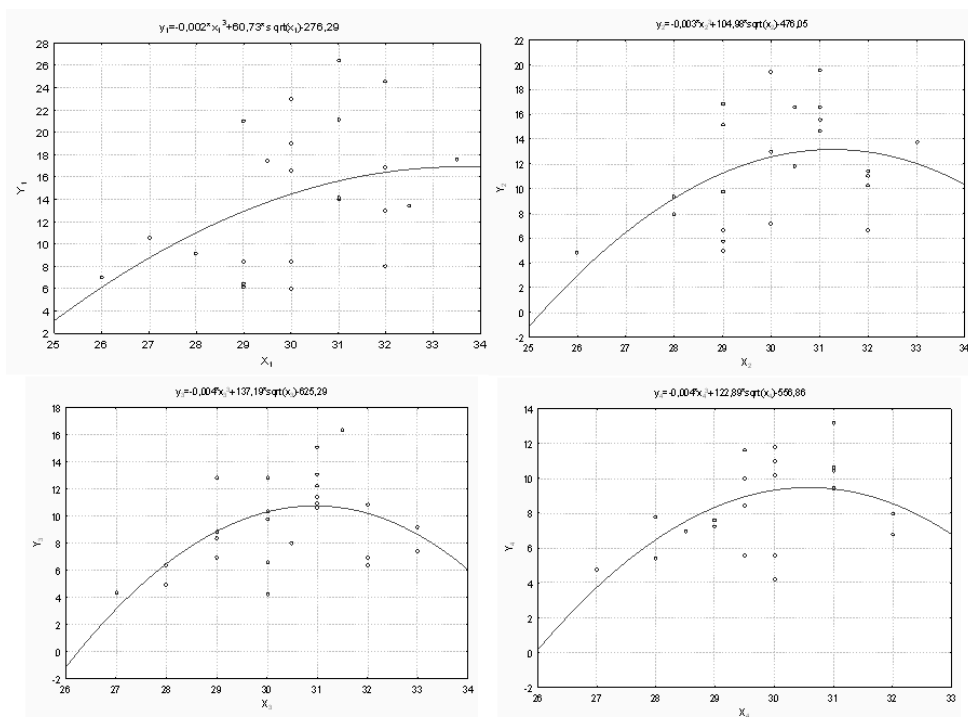 y₁=-0,002*x₁³+60,73*sqrt(x₁)-276,29
28
26
24
22
20
18
16
14
12
10
8
6
4
2
Y₁
25 26 27 28 29 30 31 32 33 34
X₁
y₂=-0,003*x₂³+104,98*sqrt(x₂)-476,05
22
20
18
16
14
12
10
8
6
4
2
0
-2
Y₂
25 26 27 28 29 30 31 32 33 34
X₂
y₃=-0,004*x₃³+137,19*sqrt(x₃)-625,29
18
16
14
12
10
8
6
4
2
0
-2
Y₃
26 27 28 29 30 31 32 33 34
X₃
y₄=-0,004*x₄³+122,89*sqrt(x₄)-556,86
14
12
10
8
6
4
2
0
-2
Y₄
26 27 28 29 30 31 32 33
X₄